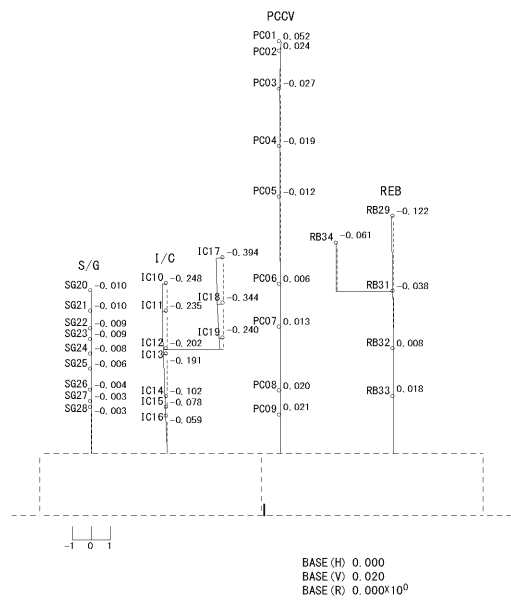 PCCV
PC01 0.052
PC02 0.024
PC03 -0.027
PC04 -0.019
PC05 -0.012
PC06 0.006
PC07 0.013
PC08 0.020
PC09 0.021
REB
RB29 -0.122
RB34 -0.061
RB31 -0.038
RB32 0.008
RB33 0.018
I/C
IC17 -0.394
IC18 -0.344
IC19 -0.240
IC10 -0.248
IC11 -0.235
IC12 -0.202
IC13 -0.191
IC14 -0.102
IC15 -0.078
IC16 -0.059
S/G
SG20 -0.010
SG21 -0.010
SG22 -0.009
SG23 -0.009
SG24 -0.008
SG25 -0.006
SG26 -0.004
SG27 -0.003
SG28 -0.003
-1 0 1
BASE(H) 0.000
BASE(V) 0.020
BASE(R) 0.000×10⁰